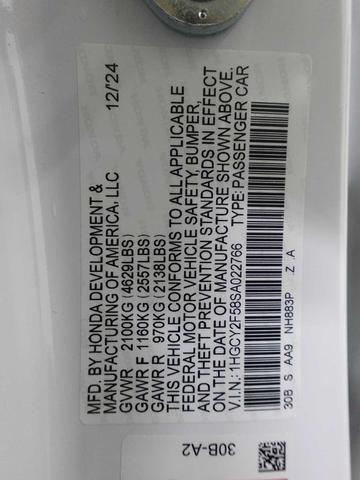 MFD. BY HONDA DEVELOPMENT &
MANUFACTURING OF AMERICA, LLC 12/'24
GVWR 2100KG (4629LBS)
GAWR F 1160KG (2557LBS)
GAWR R 970KG (2138LBS)
THIS VEHICLE CONFORMS TO ALL APPLICABLE
FEDERAL MOTOR VEHICLE SAFETY, BUMPER,
AND THEFT PREVENTION STANDARDS IN EFFECT
ON THE DATE OF MANUFACTURE SHOWN ABOVE.
V.I.N.: 1HGCY2F58SA022766 TYPE: PASSENGER CAR
30B S AA9 NH883P Z .A
30B-A2